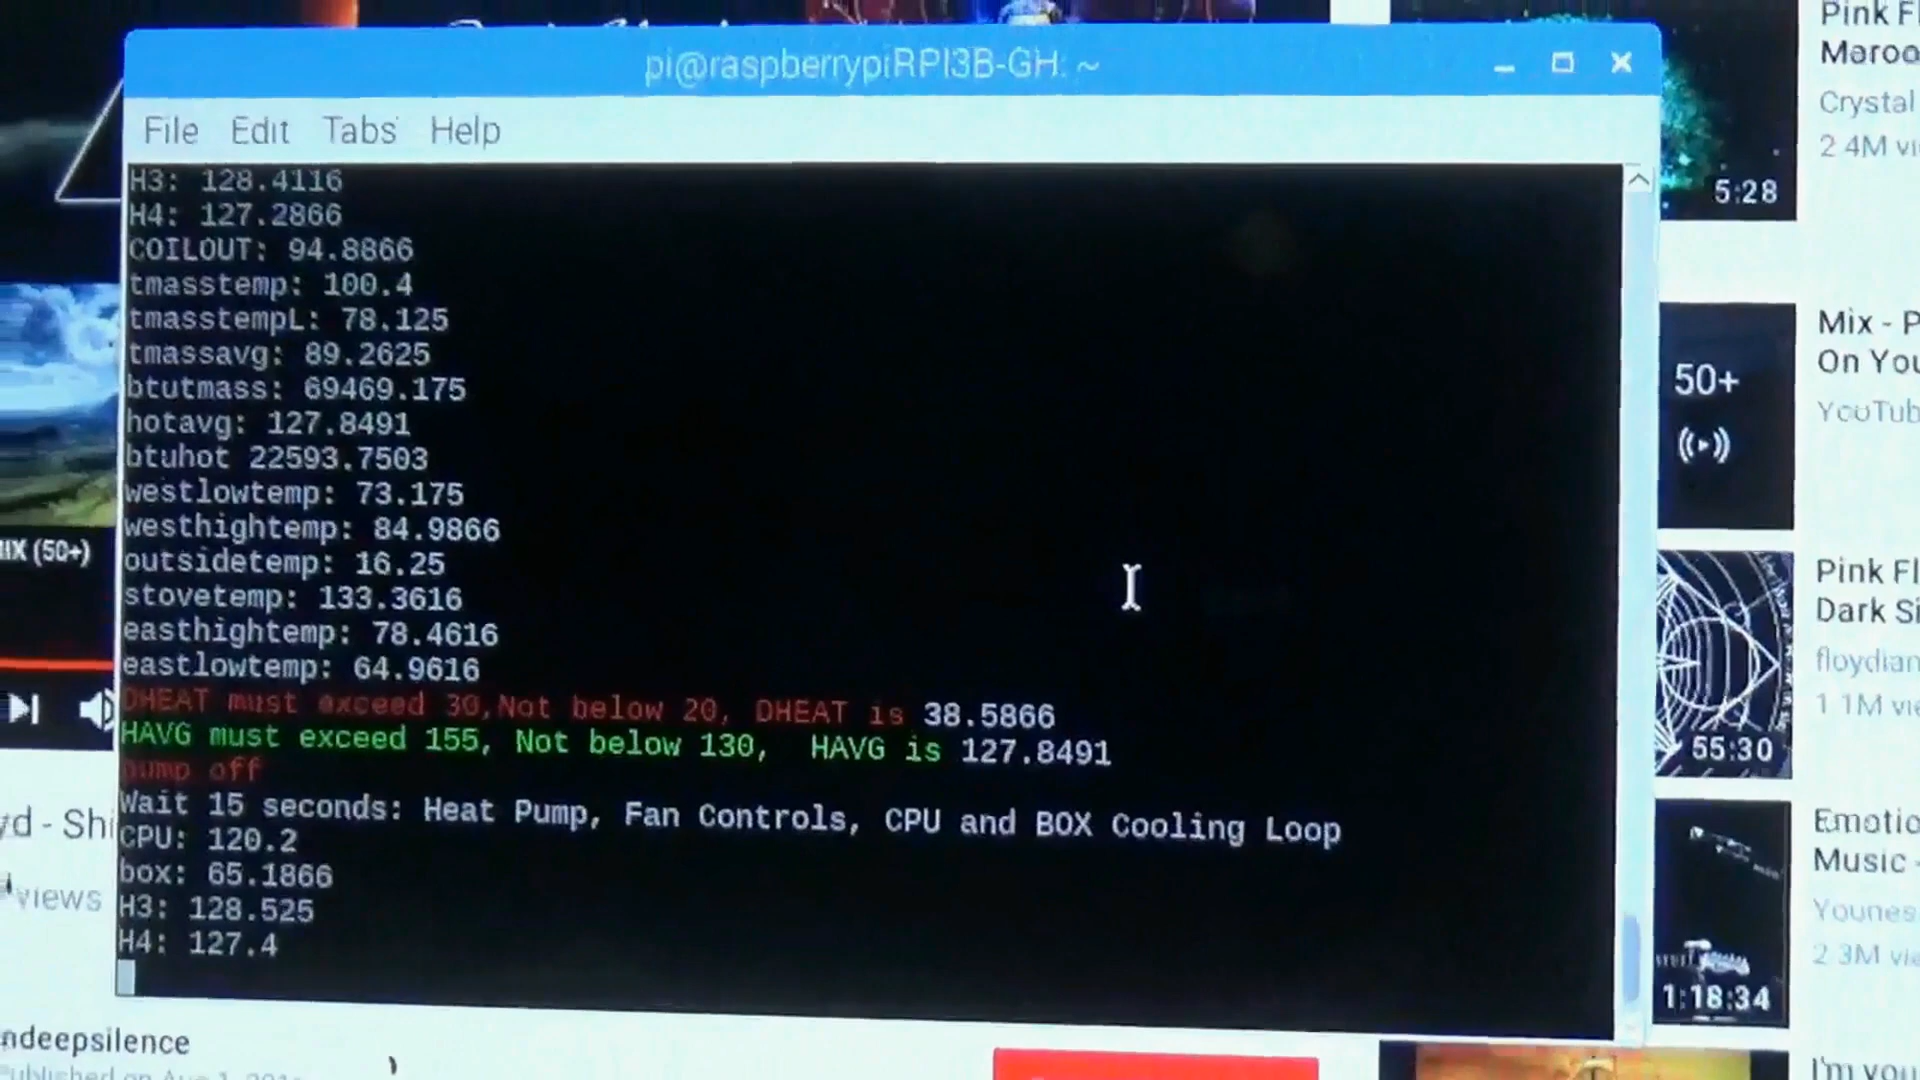 pi@raspberrypiRPI3B-GH: ~
File Edit Tabs Help
H3: 128.4116
H4: 127.2866
COILOUT: 94.8866
tmasstemp: 100.4
tmasstempL: 78.125
tmassavg: 89.2625
btutmass: 69469.175
hotavg: 127.8491
btuhot 22593.7503
westlowtemp: 73.175
westhightemp: 84.9866
outsidetemp: 16.25
stovetemp: 133.3616
easthightemp: 78.4616
eastlowtemp: 64.9616
DHEAT must exceed 30,Not below 20, DHEAT is 38.5866
HAVG must exceed 155, Not below 130,  HAVG is 127.8491
pump off
Wait 15 seconds: Heat Pump, Fan Controls, CPU and BOX Cooling Loop
CPU: 120.2
box: 65.1866
H3: 128.525
H4: 127.4
IIX (50+)
yd - Shi
views
ndeepsilence
Pink F
Maroo
Crystal
2.4M vi
5:28
Mix - P
On You
YouTub
50+
Pink Fl
Dark Si
floydian
1.1M vie
55:30
Emotio
Music -
Younes
2.3M vie
1:18:34
I'm you